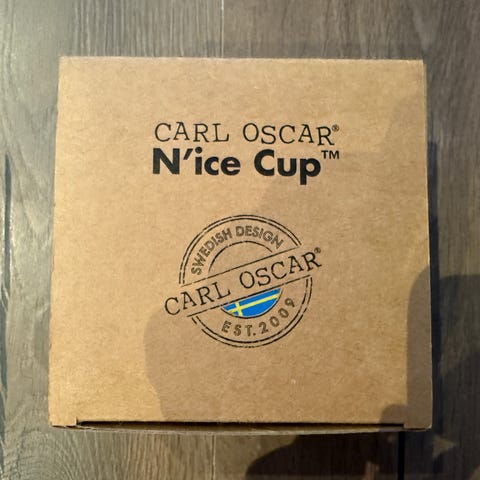 CARL OSCAR®
N’ice Cup™
SWEDISH DESIGN
CARL OSCAR®
EST. 2009